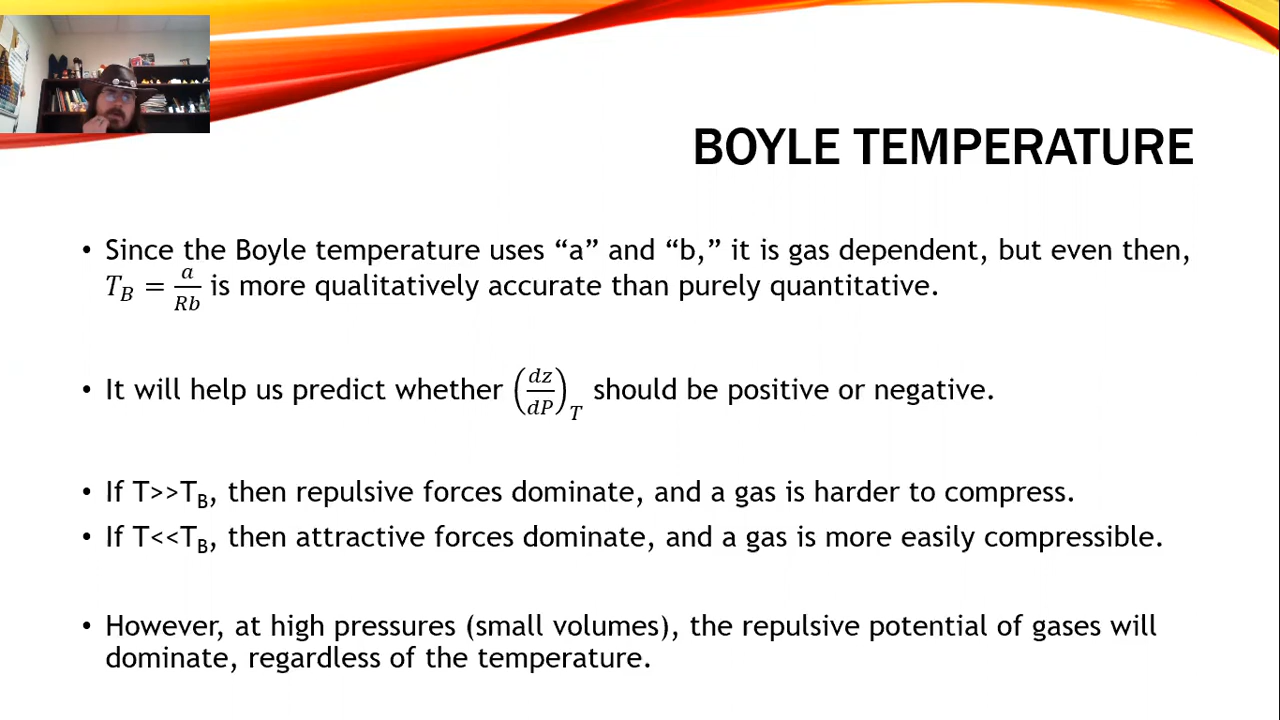 BOYLE TEMPERATURE
• Since the Boyle temperature uses “a” and “b,” it is gas dependent, but even then,
T_B = a/Rb is more qualitatively accurate than purely quantitative.
• It will help us predict whether (dz/dP)_T should be positive or negative.
• If T>>T_B, then repulsive forces dominate, and a gas is harder to compress.
• If T<<T_B, then attractive forces dominate, and a gas is more easily compressible.
• However, at high pressures (small volumes), the repulsive potential of gases will
dominate, regardless of the temperature.